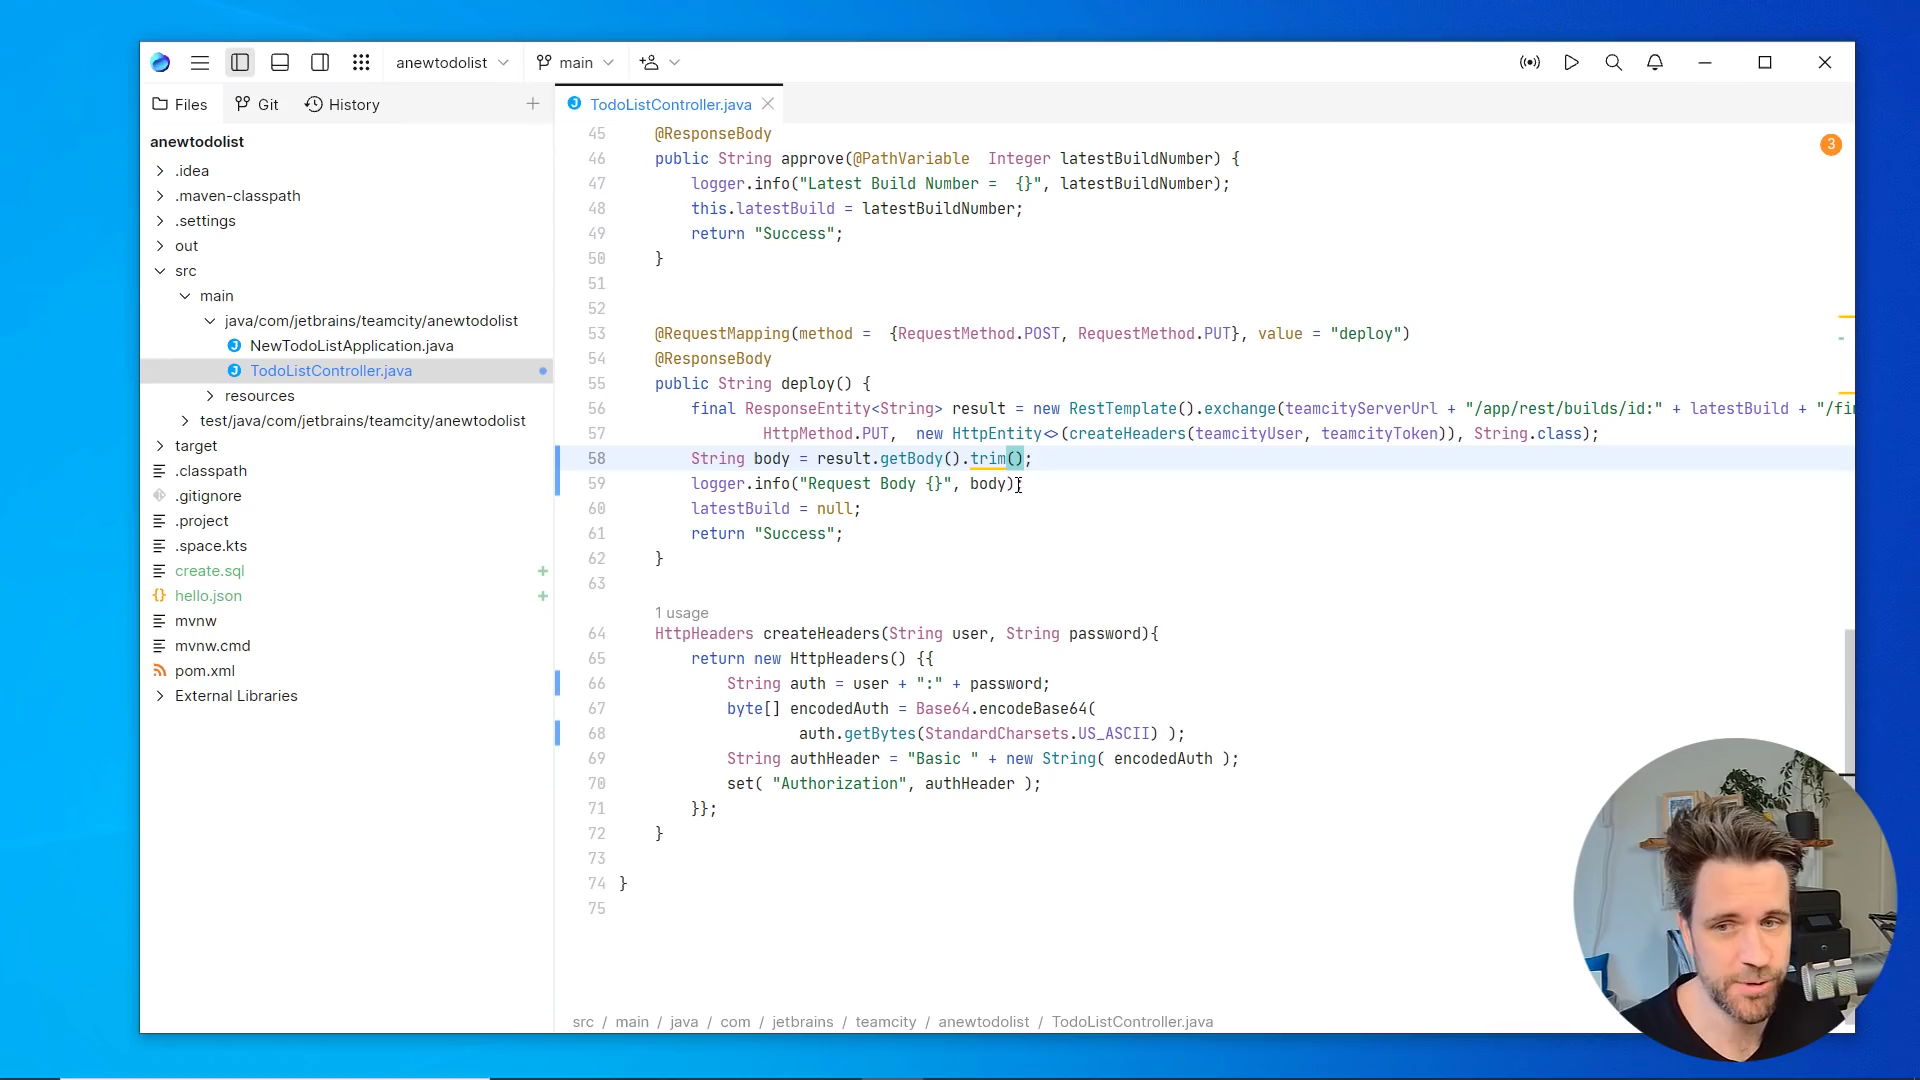 anewtodolist
main
Files
Git
History
TodoListController.java
anewtodolist
.idea
.maven-classpath
.settings
out
src
main
java/com/jetbrains/teamcity/anewtodolist
NewTodoListApplication.java
TodoListController.java
resources
test/java/com/jetbrains/teamcity/anewtodolist
target
.classpath
.gitignore
.project
.space.kts
create.sql
hello.json
mvnw
mvnw.cmd
pom.xml
External Libraries
3
45 @ResponseBody
46 public String approve(@PathVariable  Integer latestBuildNumber) {
47 logger.info("Latest Build Number =  {}", latestBuildNumber);
48 this.latestBuild = latestBuildNumber;
49 return "Success";
50 }
51
52
53 @RequestMapping(method =  {RequestMethod.POST, RequestMethod.PUT}, value = "deploy")
54 @ResponseBody
55 public String deploy() {
56 final ResponseEntity<String> result = new RestTemplate().exchange(teamcityServerUrl + "/app/rest/builds/id:" + latestBuild + "/fi
57 HttpMethod.PUT,  new HttpEntity<>(createHeaders(teamcityUser, teamcityToken)), String.class);
58 String body = result.getBody().trim();
59 logger.info("Request Body {}", body);
60 latestBuild = null;
61 return "Success";
62 }
63
1 usage
64 HttpHeaders createHeaders(String user, String password){
65 return new HttpHeaders() {{
66 String auth = user + ":" + password;
67 byte[] encodedAuth = Base64.encodeBase64(
68 auth.getBytes(StandardCharsets.US_ASCII) );
69 String authHeader = "Basic " + new String( encodedAuth );
70 set( "Authorization", authHeader );
71 }};
72 }
73
74 }
75
src / main / java / com / jetbrains / teamcity / anewtodolist / TodoListController.java